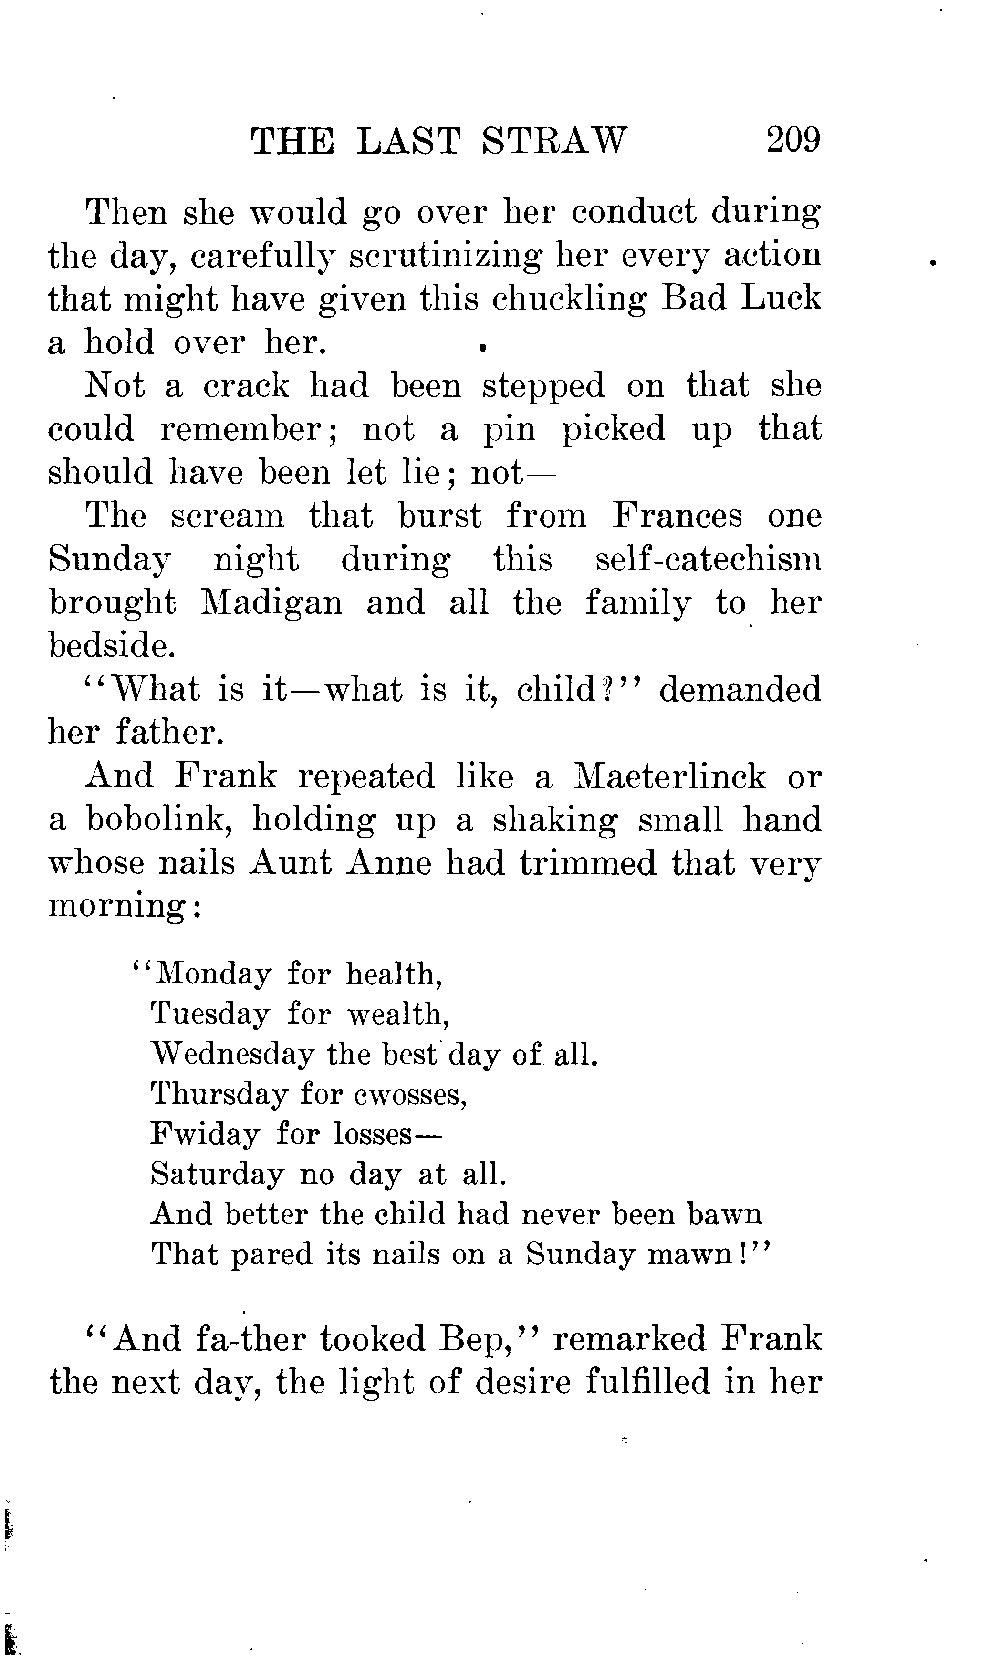 THE LAST STRAW 209
Then she would go over her conduct during
the day, carefully scrutinizing her every action
that might have given this chuckling Bad Luck
a hold over her.
Not a crack had been stepped on that she
could remember; not a pin picked up that
should have been let lie; not—
The scream that burst from Frances one
Sunday night during this self-catechism
brought Madigan and all the family to her
bedside.
"What is it—what is it, child?" demanded
her father.
And Frank repeated like a Maeterlinck or
a bobolink, holding up a shaking small hand
whose nails Aunt Anne had trimmed that very
morning:
"Monday for health,
Tuesday for wealth,
Wednesday the best day of all.
Thursday for cwosses,
Fwiday for losses—
Saturday no day at all.
And better the child had never been bawn
That pared its nails on a Sunday mawn!"
"And fa-ther tooked Bep," remarked Frank
the next day, the light of desire fulfilled in her